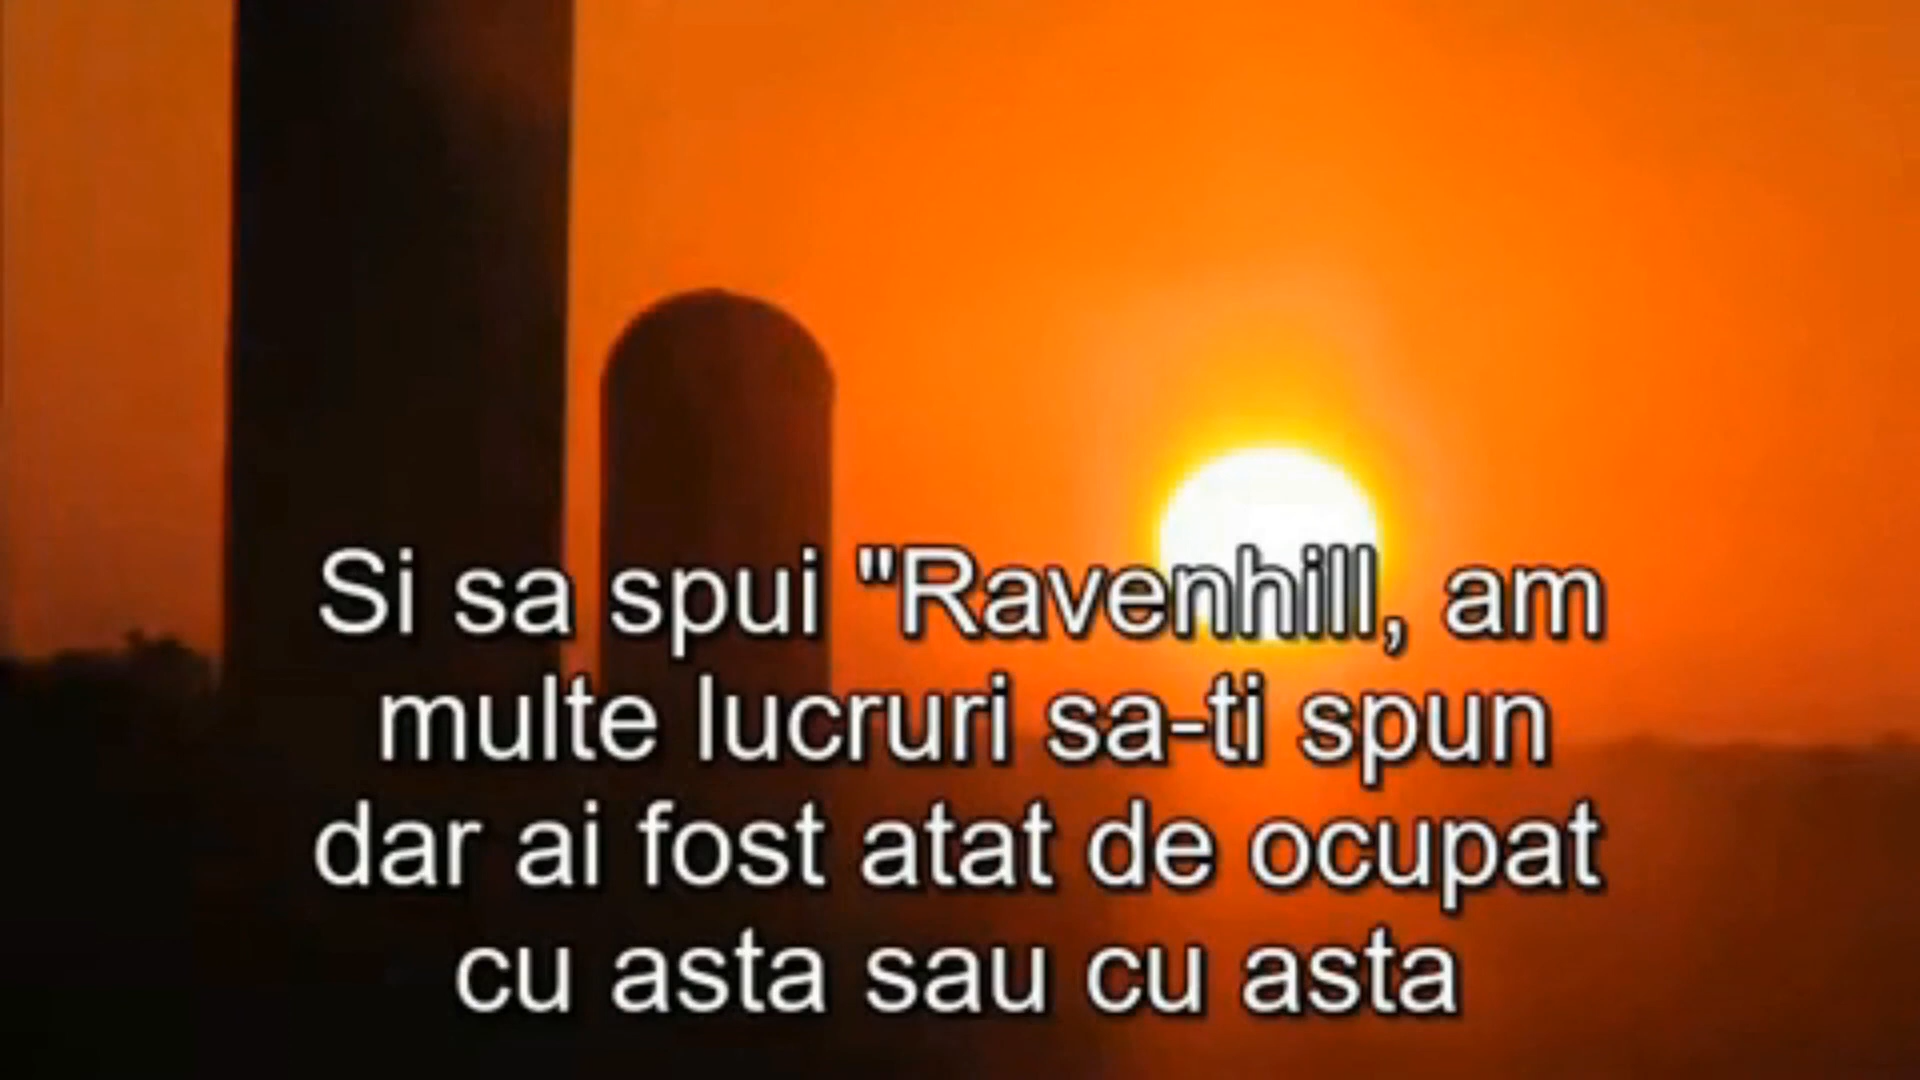 Si sa spui "Ravenhill, am
multe lucruri sa-ti spun
dar ai fost atat de ocupat
cu asta sau cu asta